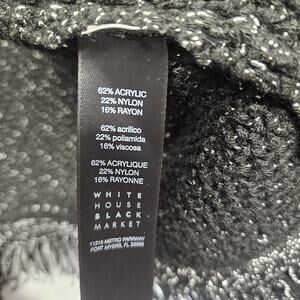 62% ACRYLIC
22% NYLON
16% RAYON
62% acrílico
22% poliamida
16% viscosa
62% ACRYLIQUE
22% NYLON
16% RAYONNE
WHITE
HOUSE
BLACK
MARKET
11215 METRO PARKWAY
FORT MYERS, FL 33966